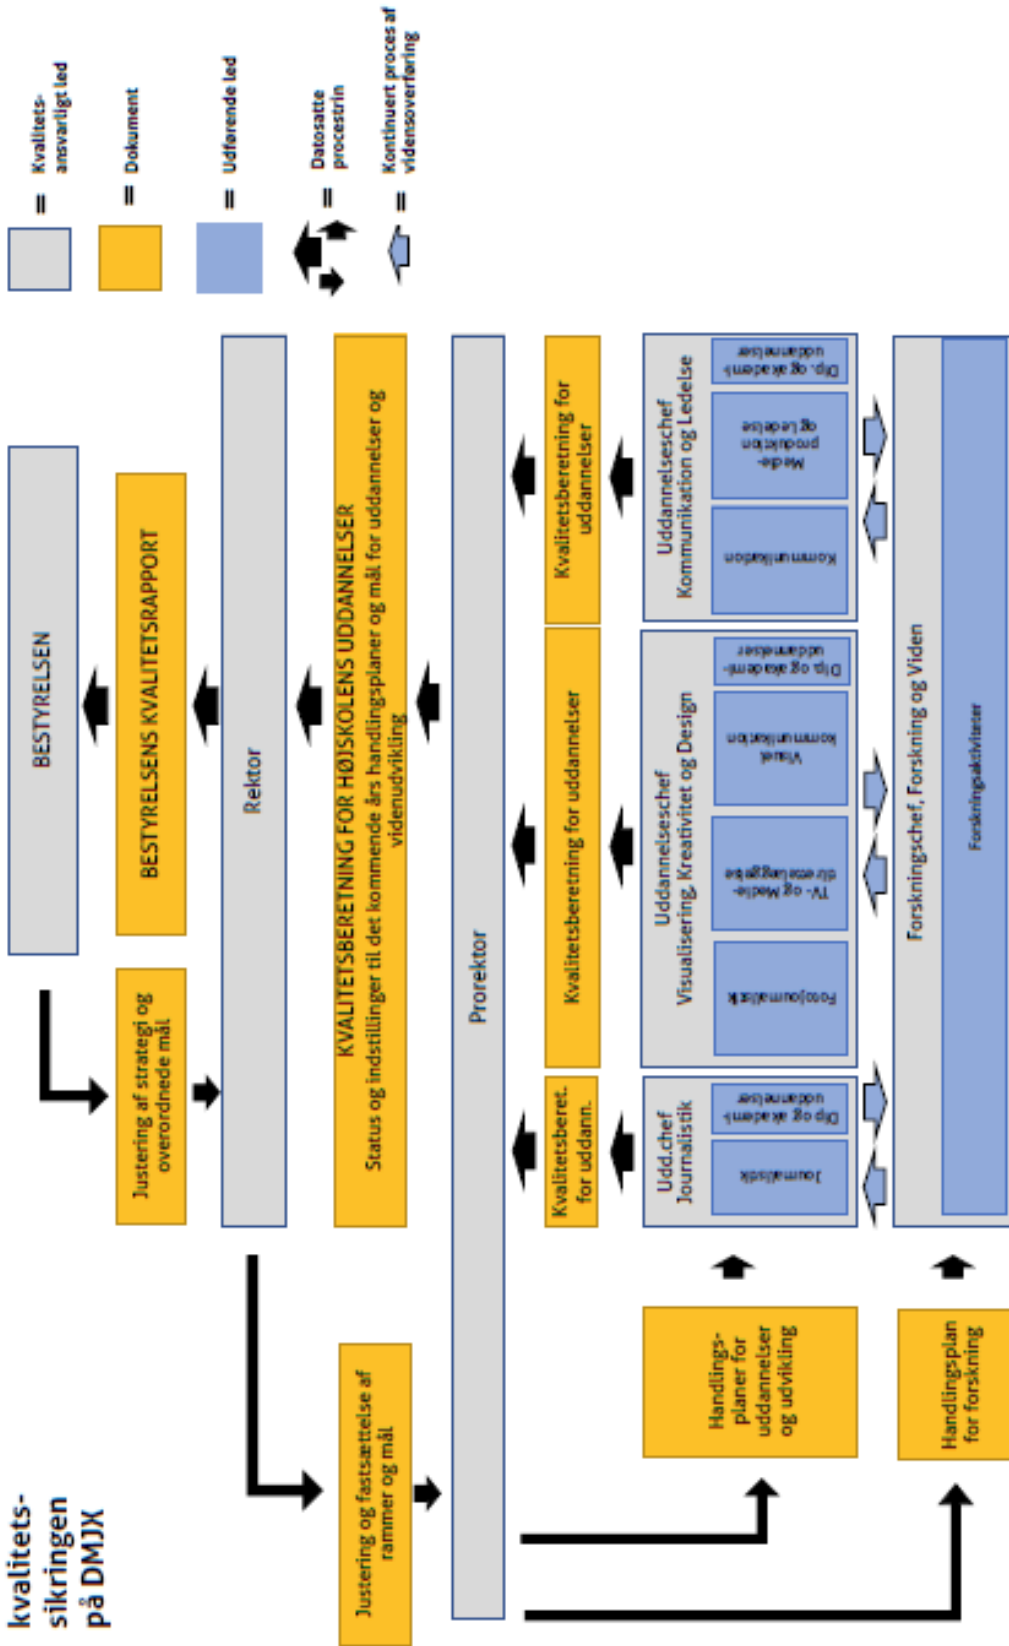 kvalitets-
sikringen
på DMJX
BESTYRELSEN
BESTYRELSENS KVALITETSRAPPORT
Justering af strategi og
overordnede mål
Rektor
KVALITETSBERETNING FOR HØJSKOLENS UDDANNELSER
Status og indstillinger til det kommende års handlingsplaner og mål for uddannelser og
videnudvikling
Justering og fastsættelse af
rammer og mål
Prorektor
Kvalitetsberet.
for uddann.
Kvalitetsberetning for uddannelser
Kvalitetsberetning for
uddannelser
Udd.chef
Journalistik
Journalistik
Dip og akademi-
uddannelser
Uddannelseschef
Visualisering, Kreativitet og Design
Fotojournalistik
TV- og Medie-
tilrettelæggelse
Visuel
kommunikation
Dip. og akademi-
uddannelser
Uddannelseschef
Kommunikation og Ledelse
Kommunikation
Medie-
produktion
og Ledelse
Dip. og akademi-
uddannelser
Handlings-
planer for
uddannelser
og udvikling
Forskningschef, Forskning og Viden
Forskningsaktiviteter
Handlingsplan
for forskning
= Kvalitets-
ansvarligt led
= Dokument
= Udførende led
= Datosatte
procestrin
= Kontinuert proces af
vidensoverføring